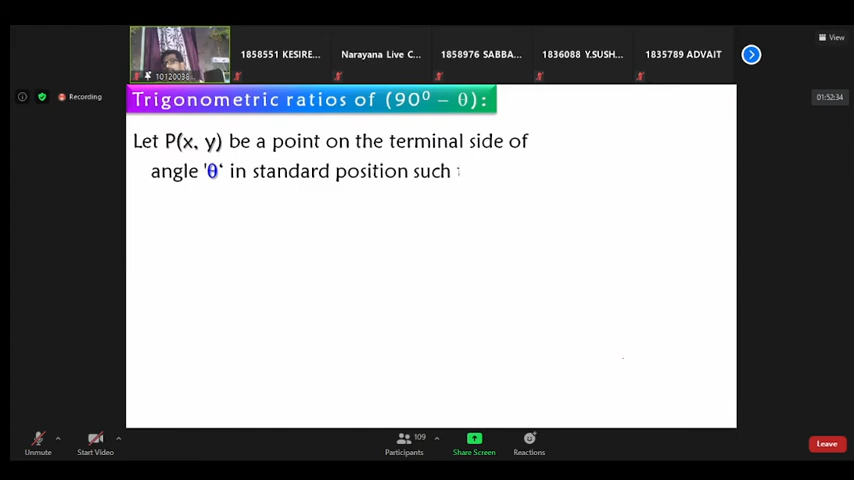 View
1858551 KESIRE...
Narayana Live C...
1858976 SABBA...
1836088 Y.SUSH...
1835789 ADVAIT
10120036
Recording
01:52:34
Trigonometric ratios of (90⁰ – θ):
Let P(x, y) be a point on the terminal side of
angle 'θ‘ in standard position such
Unmute
Start Video
109
Participants
Share Screen
Reactions
Leave